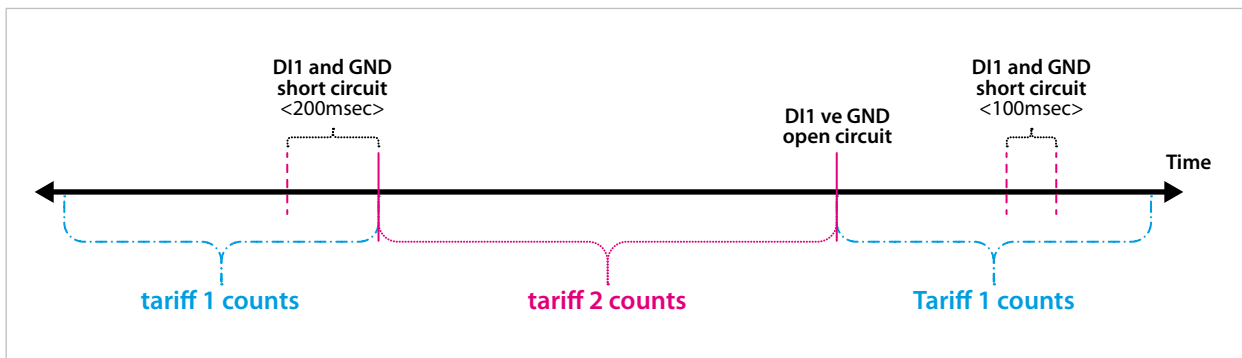 DI1 and GND
short circuit
<200msec>
DI1 ve GND
open circuit
DI1 and GND
short circuit
<100msec>
Time
tariff 1 counts
tariff 2 counts
Tariff 1 counts